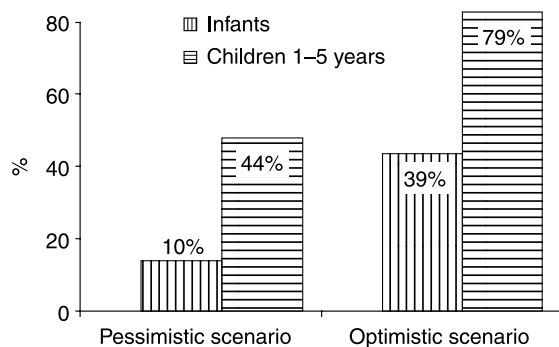 80
60
40
20
0
%
Infants
Children 1–5 years
10%
44%
39%
79%
Pessimistic scenario
Optimistic scenario